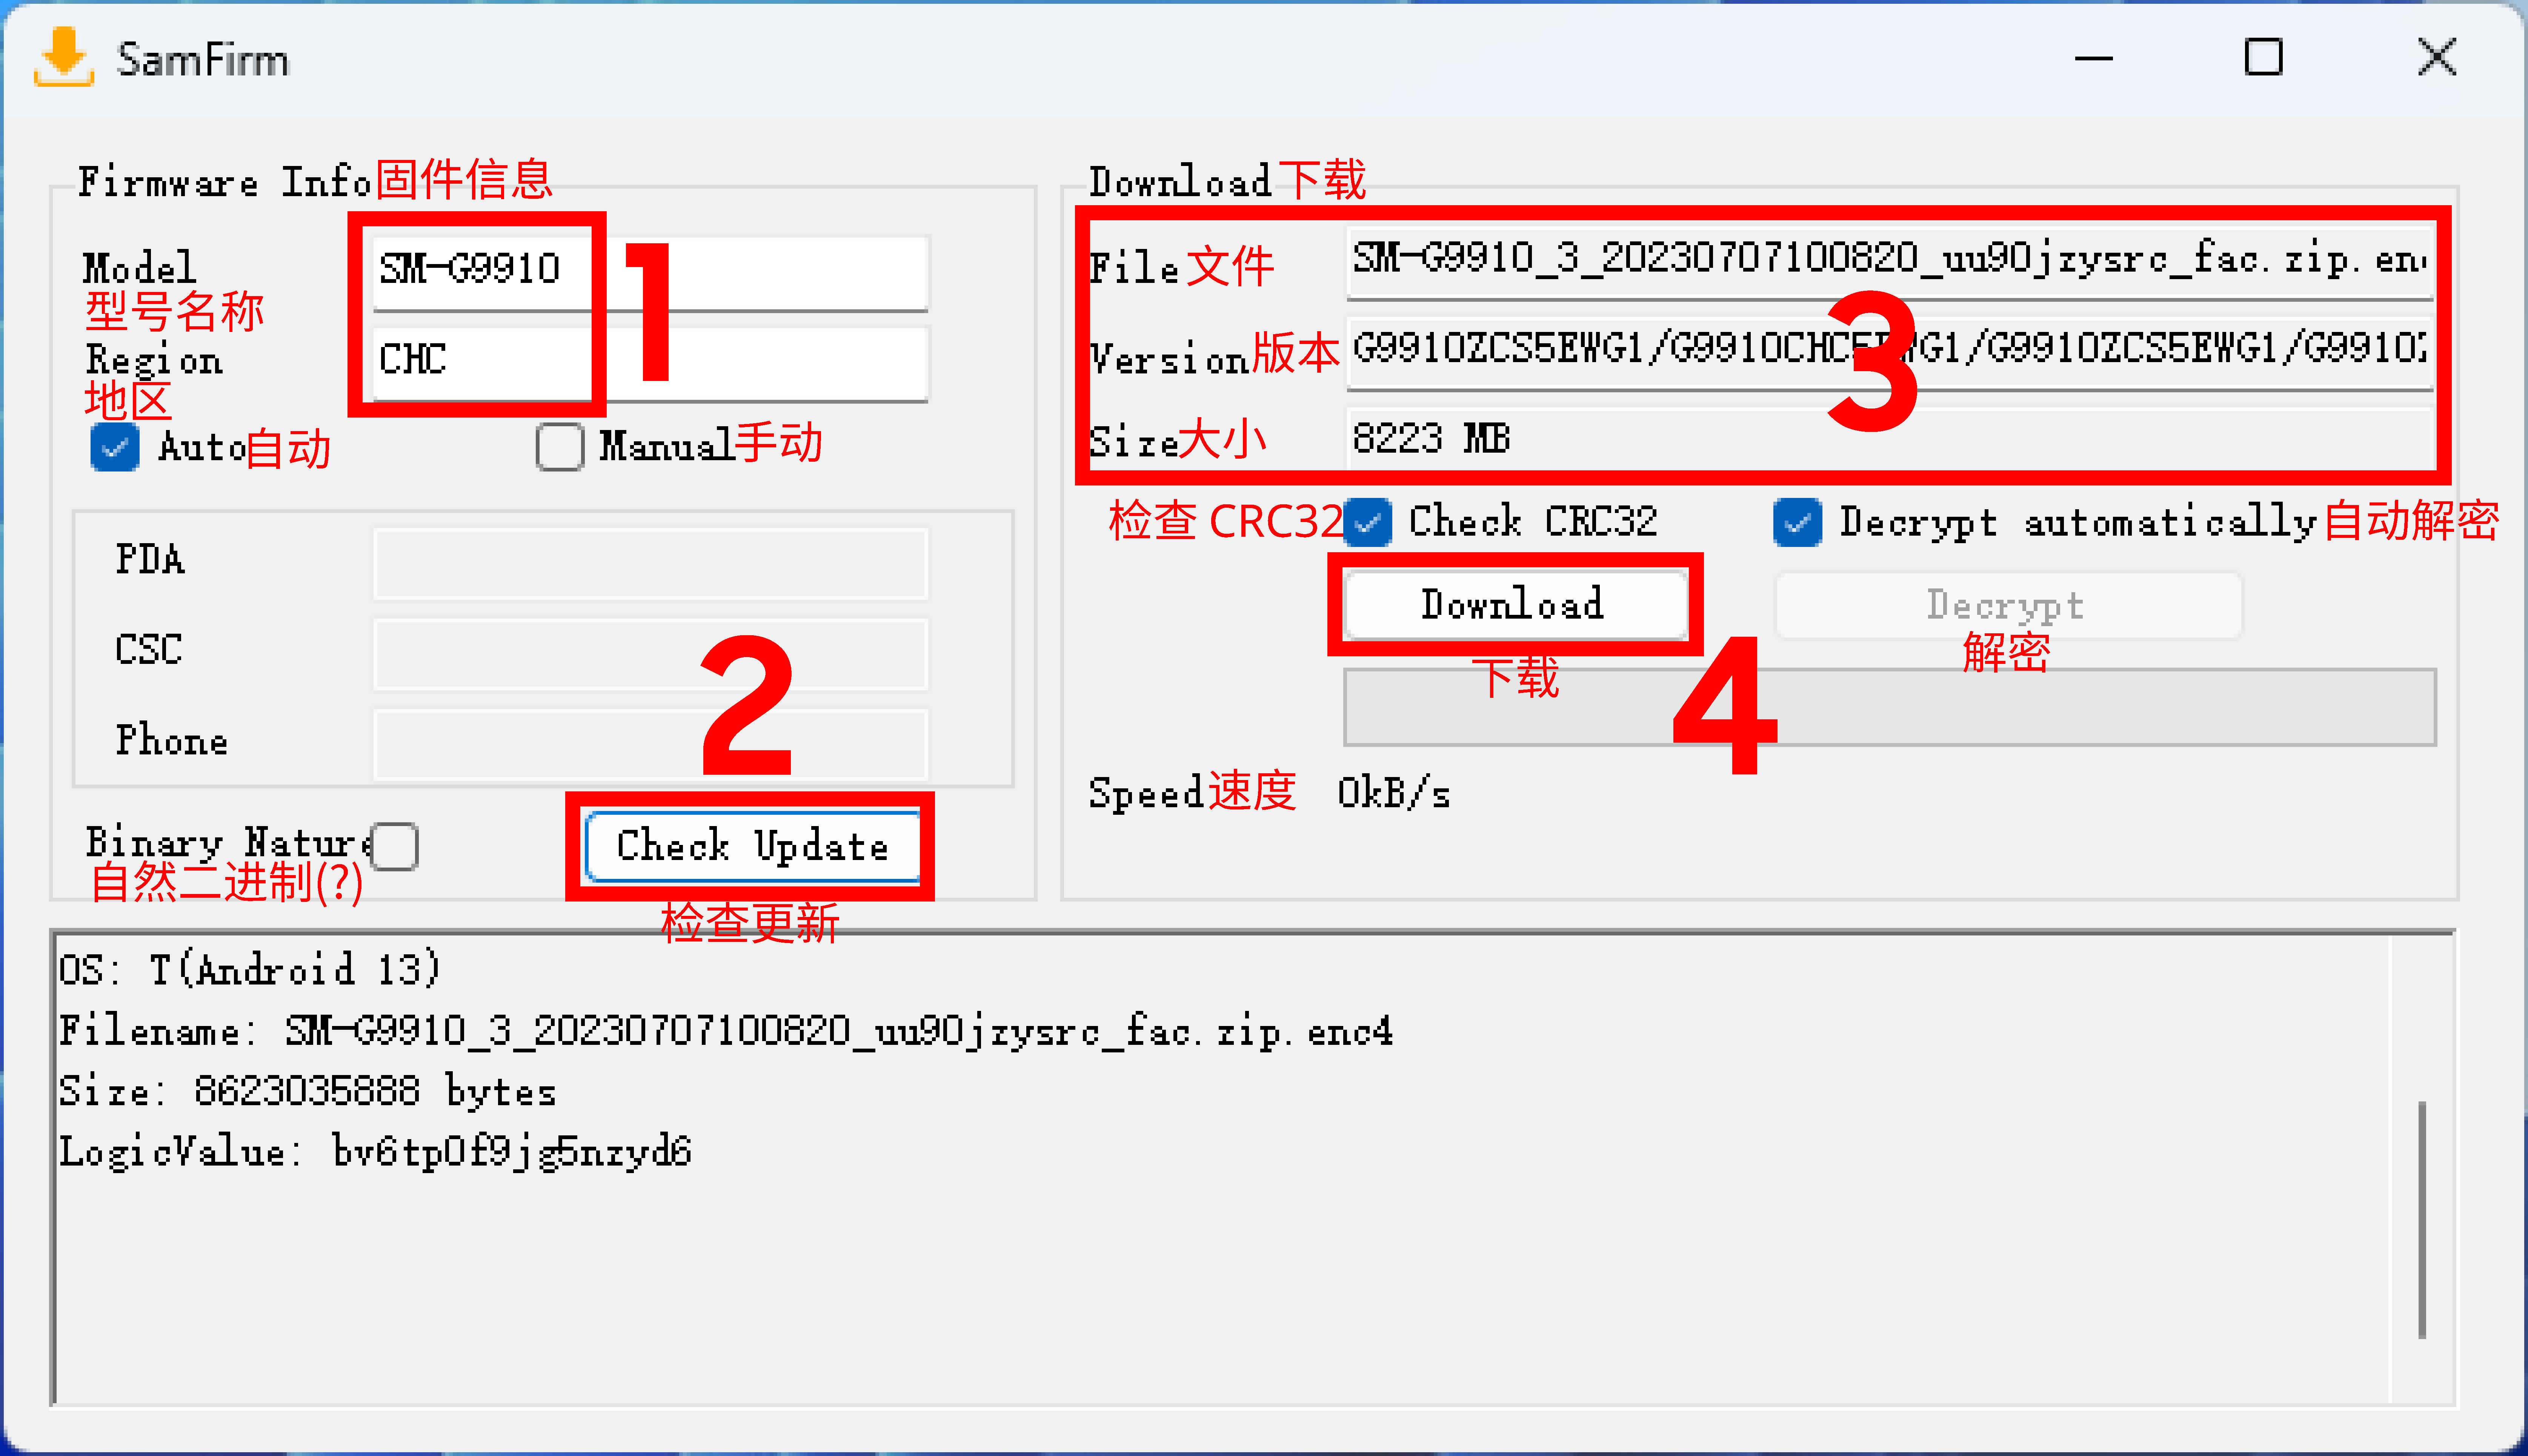 SamFirm
Firmware Info固件信息
Model
型号名称
SM-G9910
1
Region
地区
CHC
Auto自动
Manual手动
PDA
CSC
Phone
2
Binary Nature
自然二进制(?)
Check Update
检查更新
Download下载
File文件
SM-G9910_3_20230707100820_uu90jzysrc_fac.zip.enc
3
Version版本
G9910ZCS5EWG1/G9910CHC5EWG1/G9910ZCS5EWG1/G9910Z
Size大小
8223 MB
检查 CRC32
Check CRC32
Decrypt automatically自动解密
Download
下载
4
Decrypt
解密
Speed速度
0kB/s
OS: T(Android 13)
Filename: SM-G9910_3_20230707100820_uu90jzysrc_fac.zip.enc4
Size: 8623035888 bytes
LogicValue: bv6tp0f9jg5nzyd6